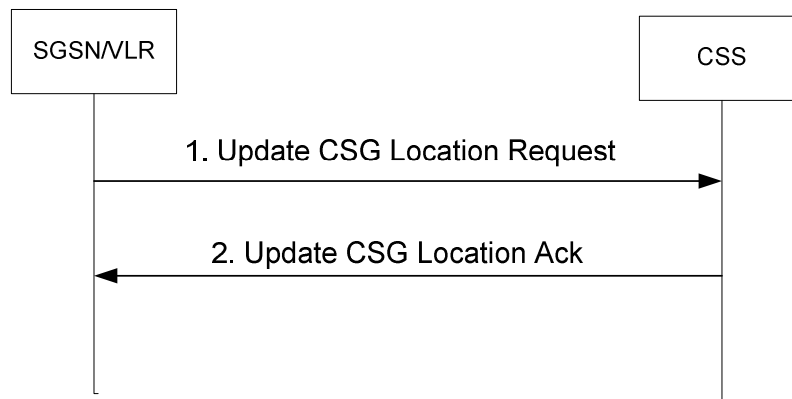 SGSN/VLR
CSS
1. Update CSG Location Request
2. Update CSG Location Ack